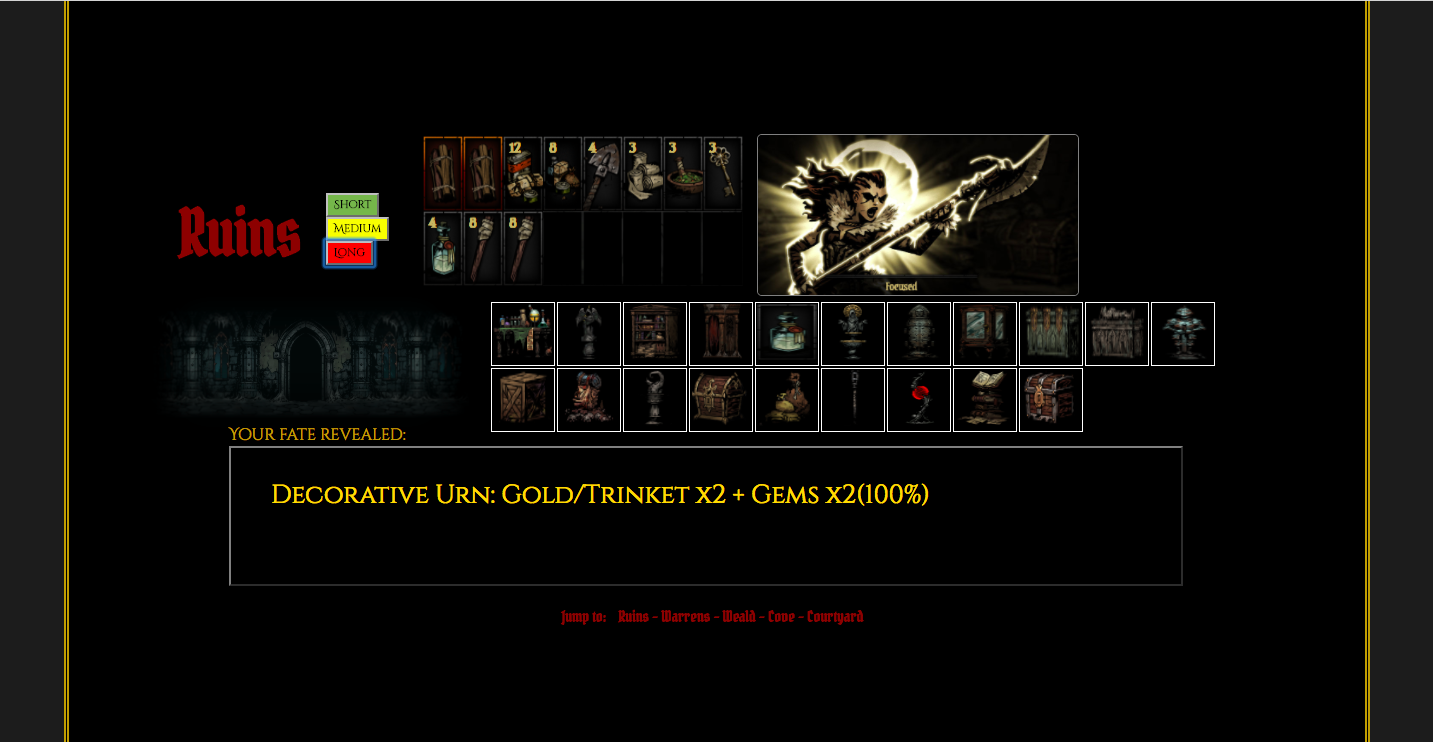 12 8 4 3 3 3
Ruins
Short
Medium
Long
4 8 8
Focused
Your fate revealed:
Decorative Urn: Gold/Trinket x2 + Gems x2(100%)
Jump to: Ruins - Warrens - Weald - Cove - Courtyard